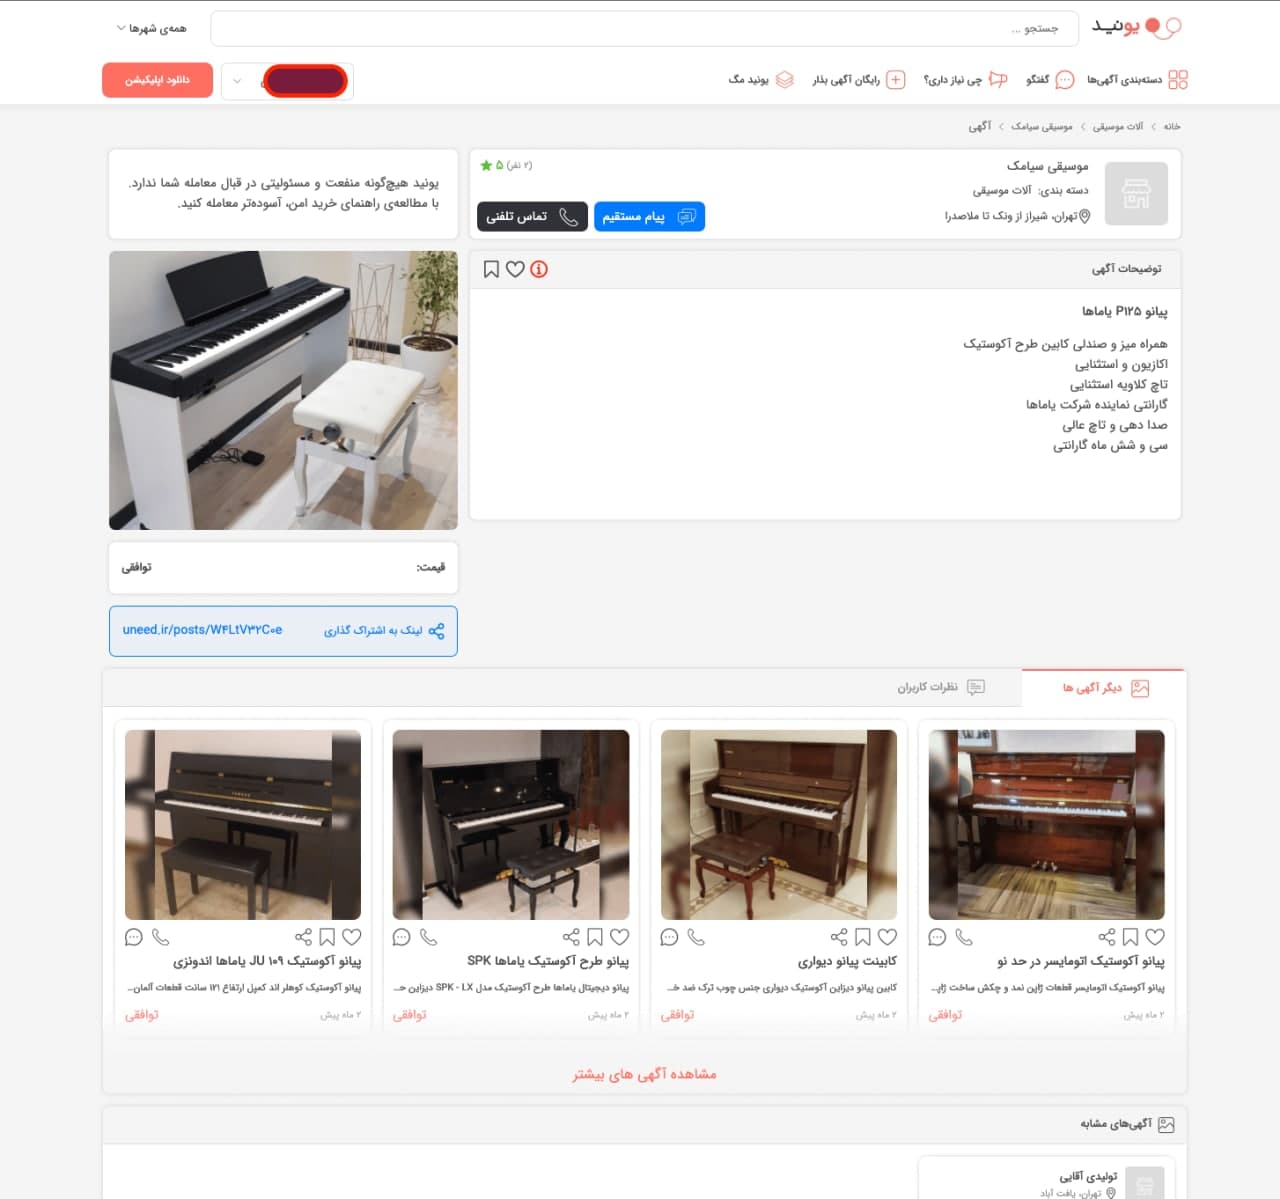 یونید
جستجو ...
همه‌ی شهرها
دسته‌بندی آگهی‌ها
گفتگو
چی نیاز داری؟
رایگان آگهی بذار
یونید مگ
دانلود اپلیکیشن
خانه > آلات موسیقی > موسیقی سیامک > آگهی
موسیقی سیامک
دسته بندی: آلات موسیقی
تهران، شیراز از ونک تا ملاصدرا
۵ (۲ نفر)
پیام مستقیم
تماس تلفنی
یونید هیچ‌گونه منفعت و مسئولیتی در قبال معامله شما ندارد.
با مطالعه‌ی راهنمای خرید امن، آسوده‌تر معامله کنید.
توضیحات آگهی
پیانو P۱۲۵ یاماها
همراه میز و صندلی کابین طرح آکوستیک
اکازیون و استثنایی
تاچ کلاویه استثنایی
گارانتی نماینده شرکت یاماها
صدا دهی و تاچ عالی
سی و شش ماه گارانتی
قیمت: توافقی
لینک به اشتراک گذاری
uneed.ir/posts/W۴LtV۳۲C۰e
دیگر آگهی ها
نظرات کاربران
پیانو آکوستیک اتومایسر در حد نو
پیانو آکوستیک اتومایسر قطعات ژاپن نمد و چکش ساخت ژاپ...
۲ ماه پیش
توافقی
کابینت پیانو دیواری
کابین پیانو دیزاین آکوستیک دیواری جنس چوب ترک ضد خ...
۲ ماه پیش
توافقی
پیانو طرح آکوستیک یاماها SPK
پیانو دیجیتال یاماها طرح آکوستیک مدل SPK - LX دیزاین حـ...
۲ ماه پیش
توافقی
پیانو آکوستیک JU ۱۰۹ یاماها اندونزی
پیانو آکوستیک کوهلر اند کمپل ارتفاع ۱۲۱ سانت قطعات آلمان...
۲ ماه پیش
توافقی
مشاهده آگهی های بیشتر
آگهی‌های مشابه
تولیدی آقایی
تهران، یافت آباد